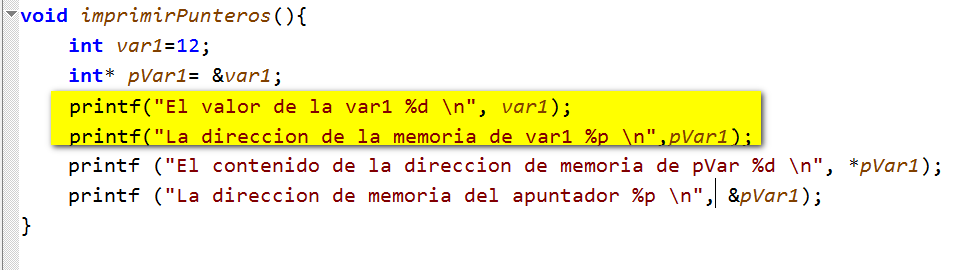 void imprimirPunteros(){
int var1=12;
int* pVar1= &var1;
printf("El valor de la var1 %d \n", var1);
printf("La direccion de la memoria de var1 %p \n",pVar1);
printf ("El contenido de la direccion de memoria de pVar %d \n", *pVar1);
printf ("La direccion de memoria del apuntador %p \n", &pVar1);
}